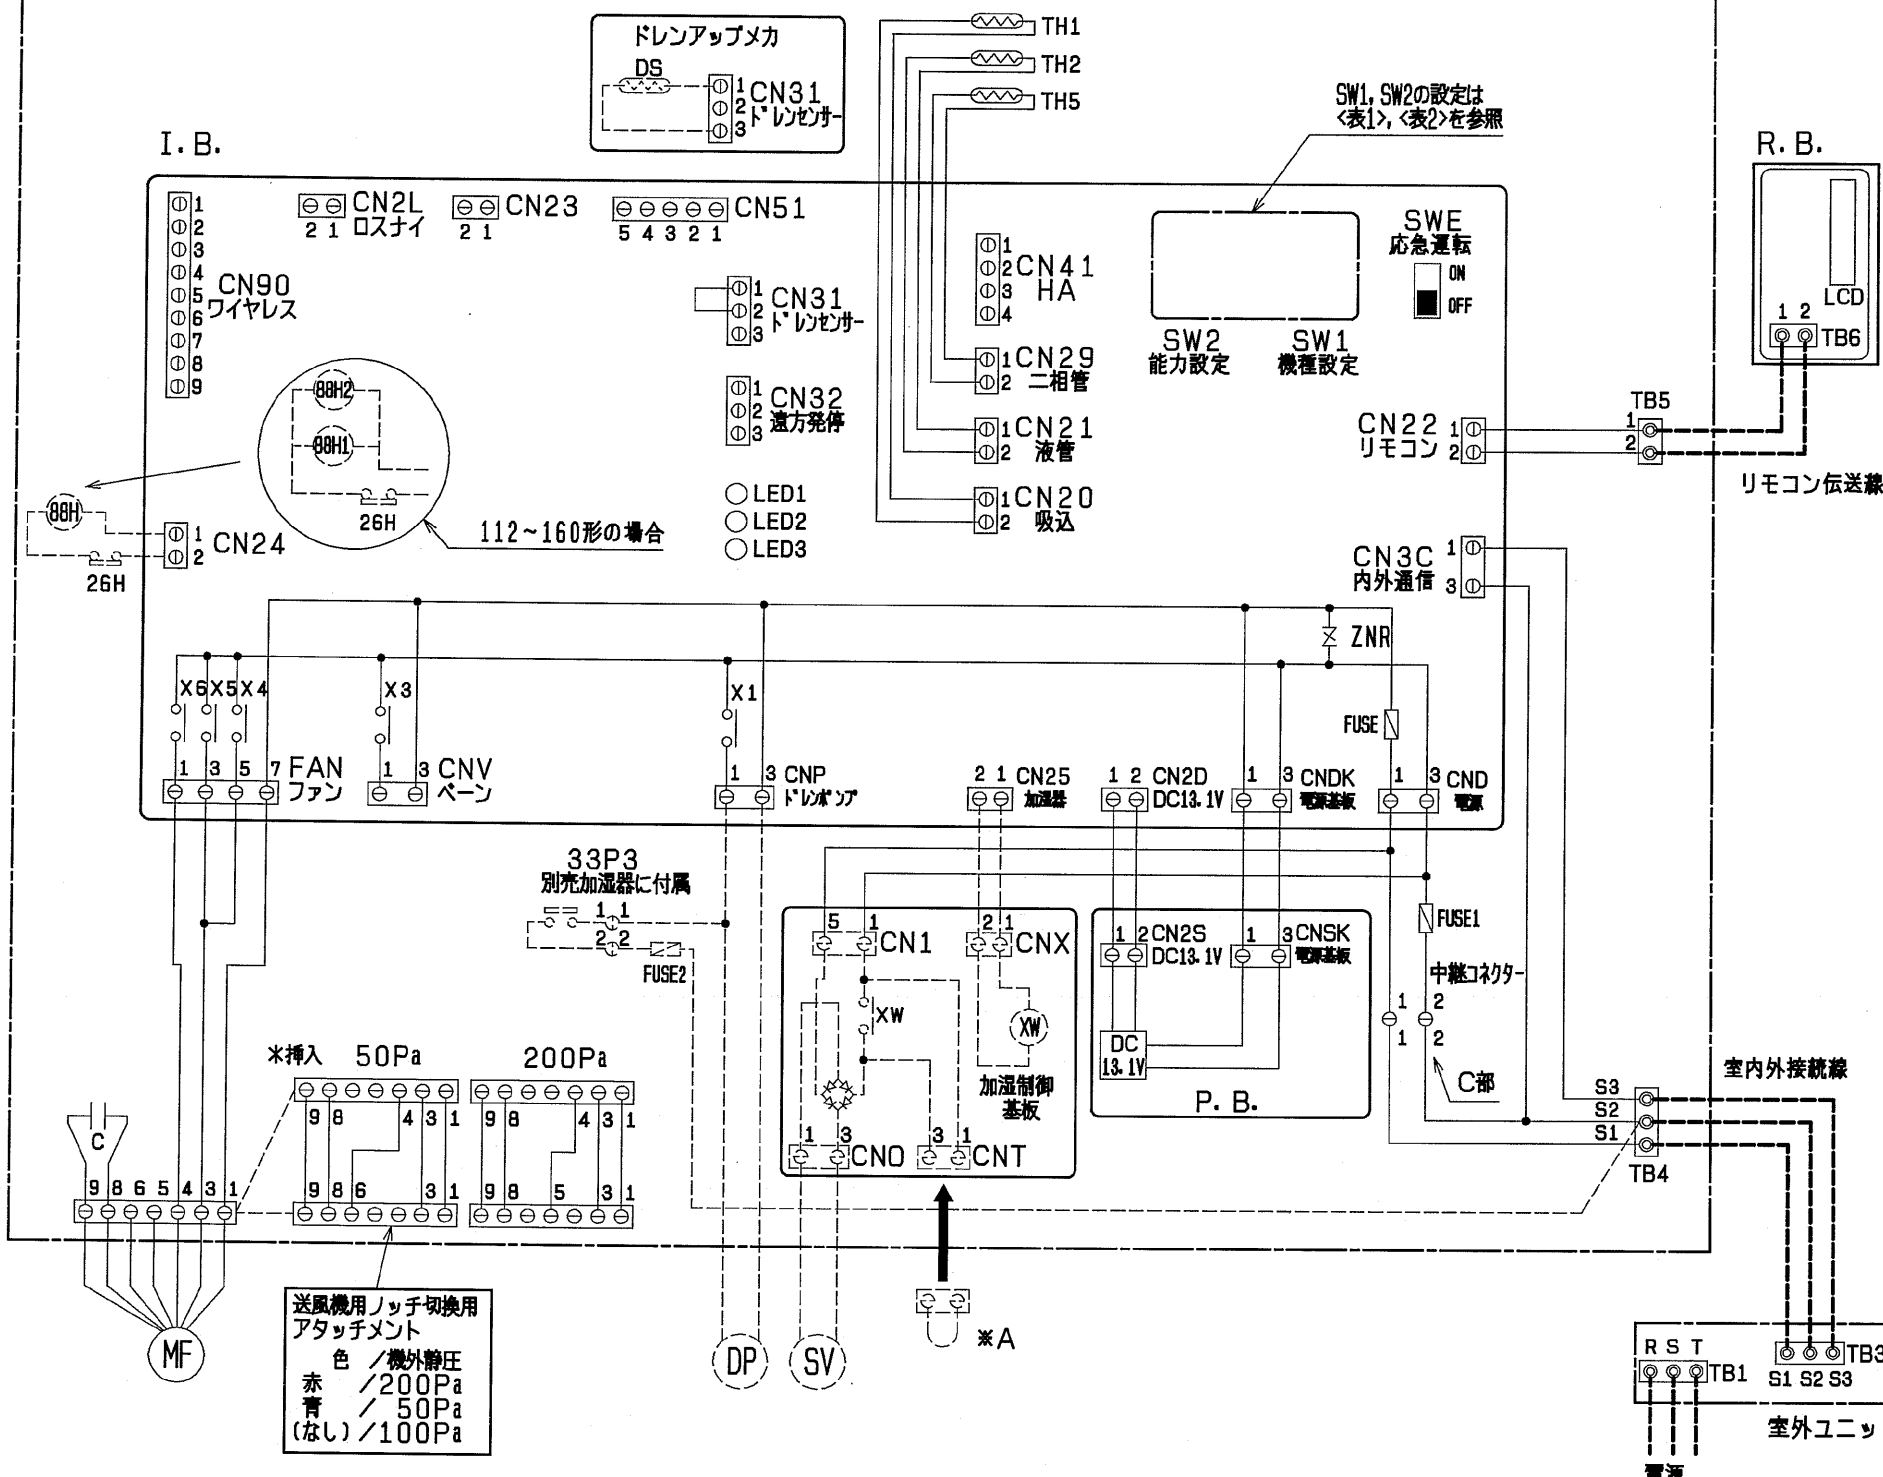 ドレンアップメカ
DS
1
2
3
CN31
ドレンセンサー
TH1
TH2
TH5
SW1, SW2の設定は
<表1>, <表2>を参照
I. B.
R. B.
1
2
3
4
5
6
7
8
9
CN90
ワイヤレス
CN2L
ロスナイ
2 1
CN23
2 1
CN51
5 4 3 2 1
1
2
3
4
CN41
HA
SWE
応急運転
ON
OFF
LCD
1 2
TB6
1
2
3
CN31
ドレンセンサー
SW2
能力設定
SW1
機種設定
1
2
CN29
二相管
1
2
3
CN32
遠方発停
88H2
88H1
26H
112~160形の場合
88H
26H
1
2
CN24
1
2
CN21
液管
CN22
リモコン
1
2
TB5
1
2
リモコン伝送線
LED1
LED2
LED3
1
2
CN20
吸込
CN3C
内外通信
1
3
ZNR
X6 X5 X4
X3
X1
FUSE
1 3 5 7
FAN
ファン
1 3
CNV
ベーン
1 3
CNP
ドレンポンプ
2 1
CN25
加湿器
1 2
CN2D
DC13.1V
1 3
CNDK
電源基板
1 3
CND
電源
33P3
別売加湿器に付属
1 1
2 2
FUSE2
5 1
CN1
2 1
CNX
XW
XW
加湿制御
基板
1 3
CNO
3 1
CNT
1 2
CN2S
DC13.1V
1 3
CNSK
電源基板
DC
13.1V
P. B.
FUSE1
中継コネクター
1 2
1 2
C部
室内外接続線
S3
S2
S1
TB4
※挿入
50Pa
200Pa
9 8 4 3 1
9 8 4 3 1
9 8 6 3 1
9 8 5 3 1
C
9 8 6 5 4 3 1
MF
送風機用ノッチ切換用
アタッチメント
色 /機外静圧
赤 /200Pa
青 / 50Pa
(なし)/100Pa
DP
SV
※A
R S T
TB1
S1 S2 S3
TB3
室外ユニッ
電源